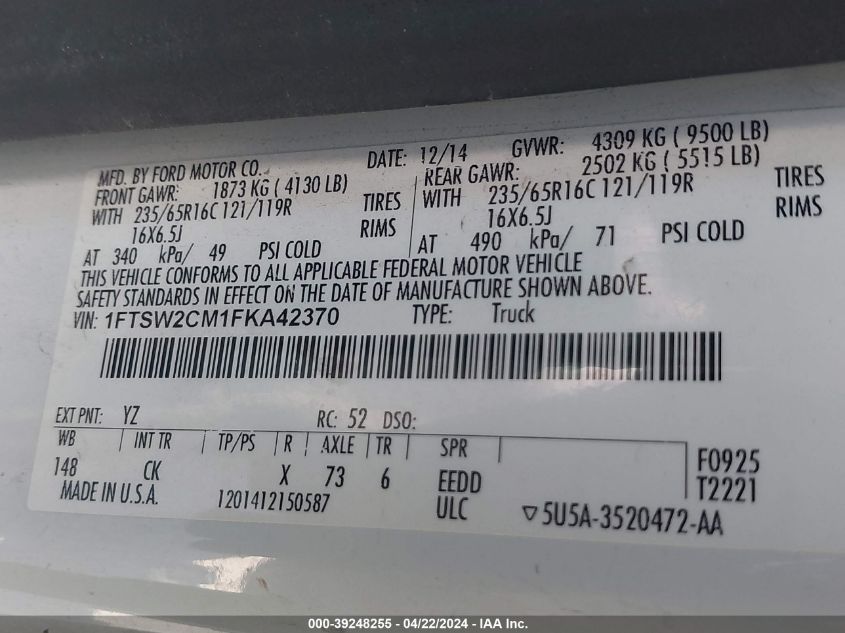 MFD. BY FORD MOTOR CO. DATE: 12/14 GVWR: 4309 KG ( 9500 LB)
FRONT GAWR: 1873 KG ( 4130 LB) REAR GAWR: 2502 KG ( 5515 LB)
WITH 235/65R16C 121/119R TIRES WITH 235/65R16C 121/119R TIRES
16X6.5J RIMS 16X6.5J RIMS
AT 340 kPa/ 49 PSI COLD AT 490 kPa/ 71 PSI COLD
THIS VEHICLE CONFORMS TO ALL APPLICABLE FEDERAL MOTOR VEHICLE
SAFETY STANDARDS IN EFFECT ON THE DATE OF MANUFACTURE SHOWN ABOVE.
VIN: 1FTSW2CM1FKA42370 TYPE: Truck
EXT PNT: YZ RC: 52 DSO:
WB INT TR TP/PS R AXLE TR SPR
148 CK X 73 6 EEDD F0925
MADE IN U.S.A. 1201412150587 ULC T2221
▽5U5A-3520472-AA
000-39248255 - 04/22/2024 - IAA Inc.